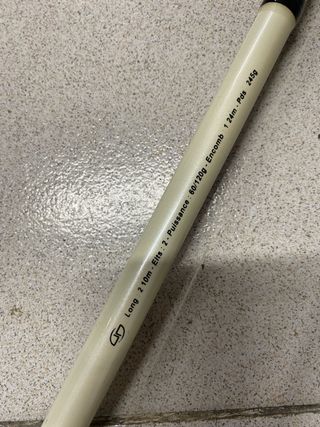 Long 2 10m - Elts : 2 - Puissance : 60/120g - Encomb 1 24m - Pds 245g